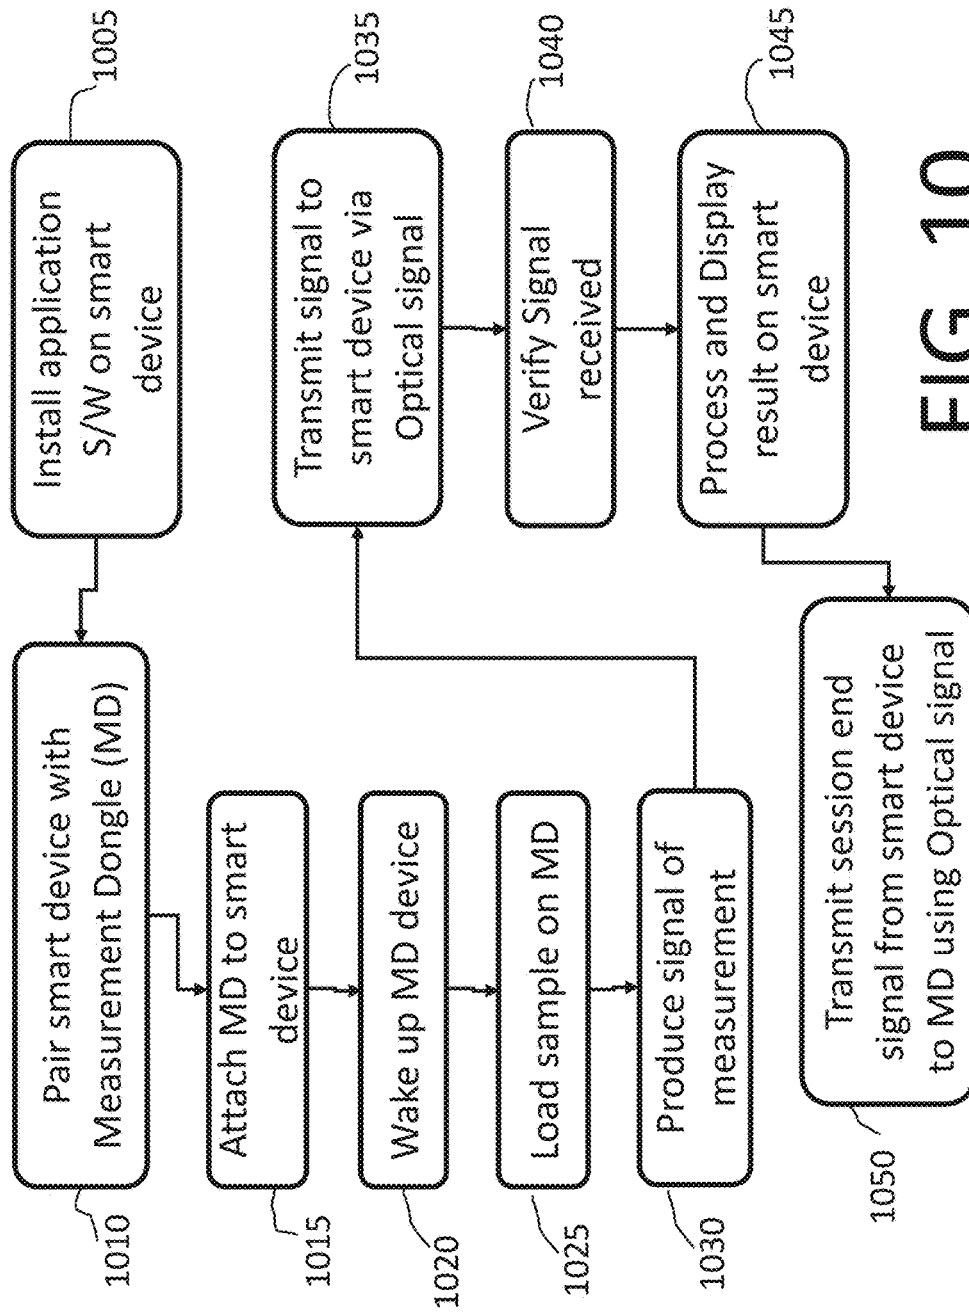 1005
Install application
S/W on smart
device
1010
Pair smart device with
Measurement Dongle (MD)
1015
Attach MD to smart
device
1020
Wake up MD device
1025
Load sample on MD
1030
Produce signal of
measurement
1035
Transmit signal to
smart device via
Optical signal
1040
Verify Signal
received
1045
Process and Display
result on smart
device
1050
Transmit session end
signal from smart device
to MD using Optical signal
FIG 10